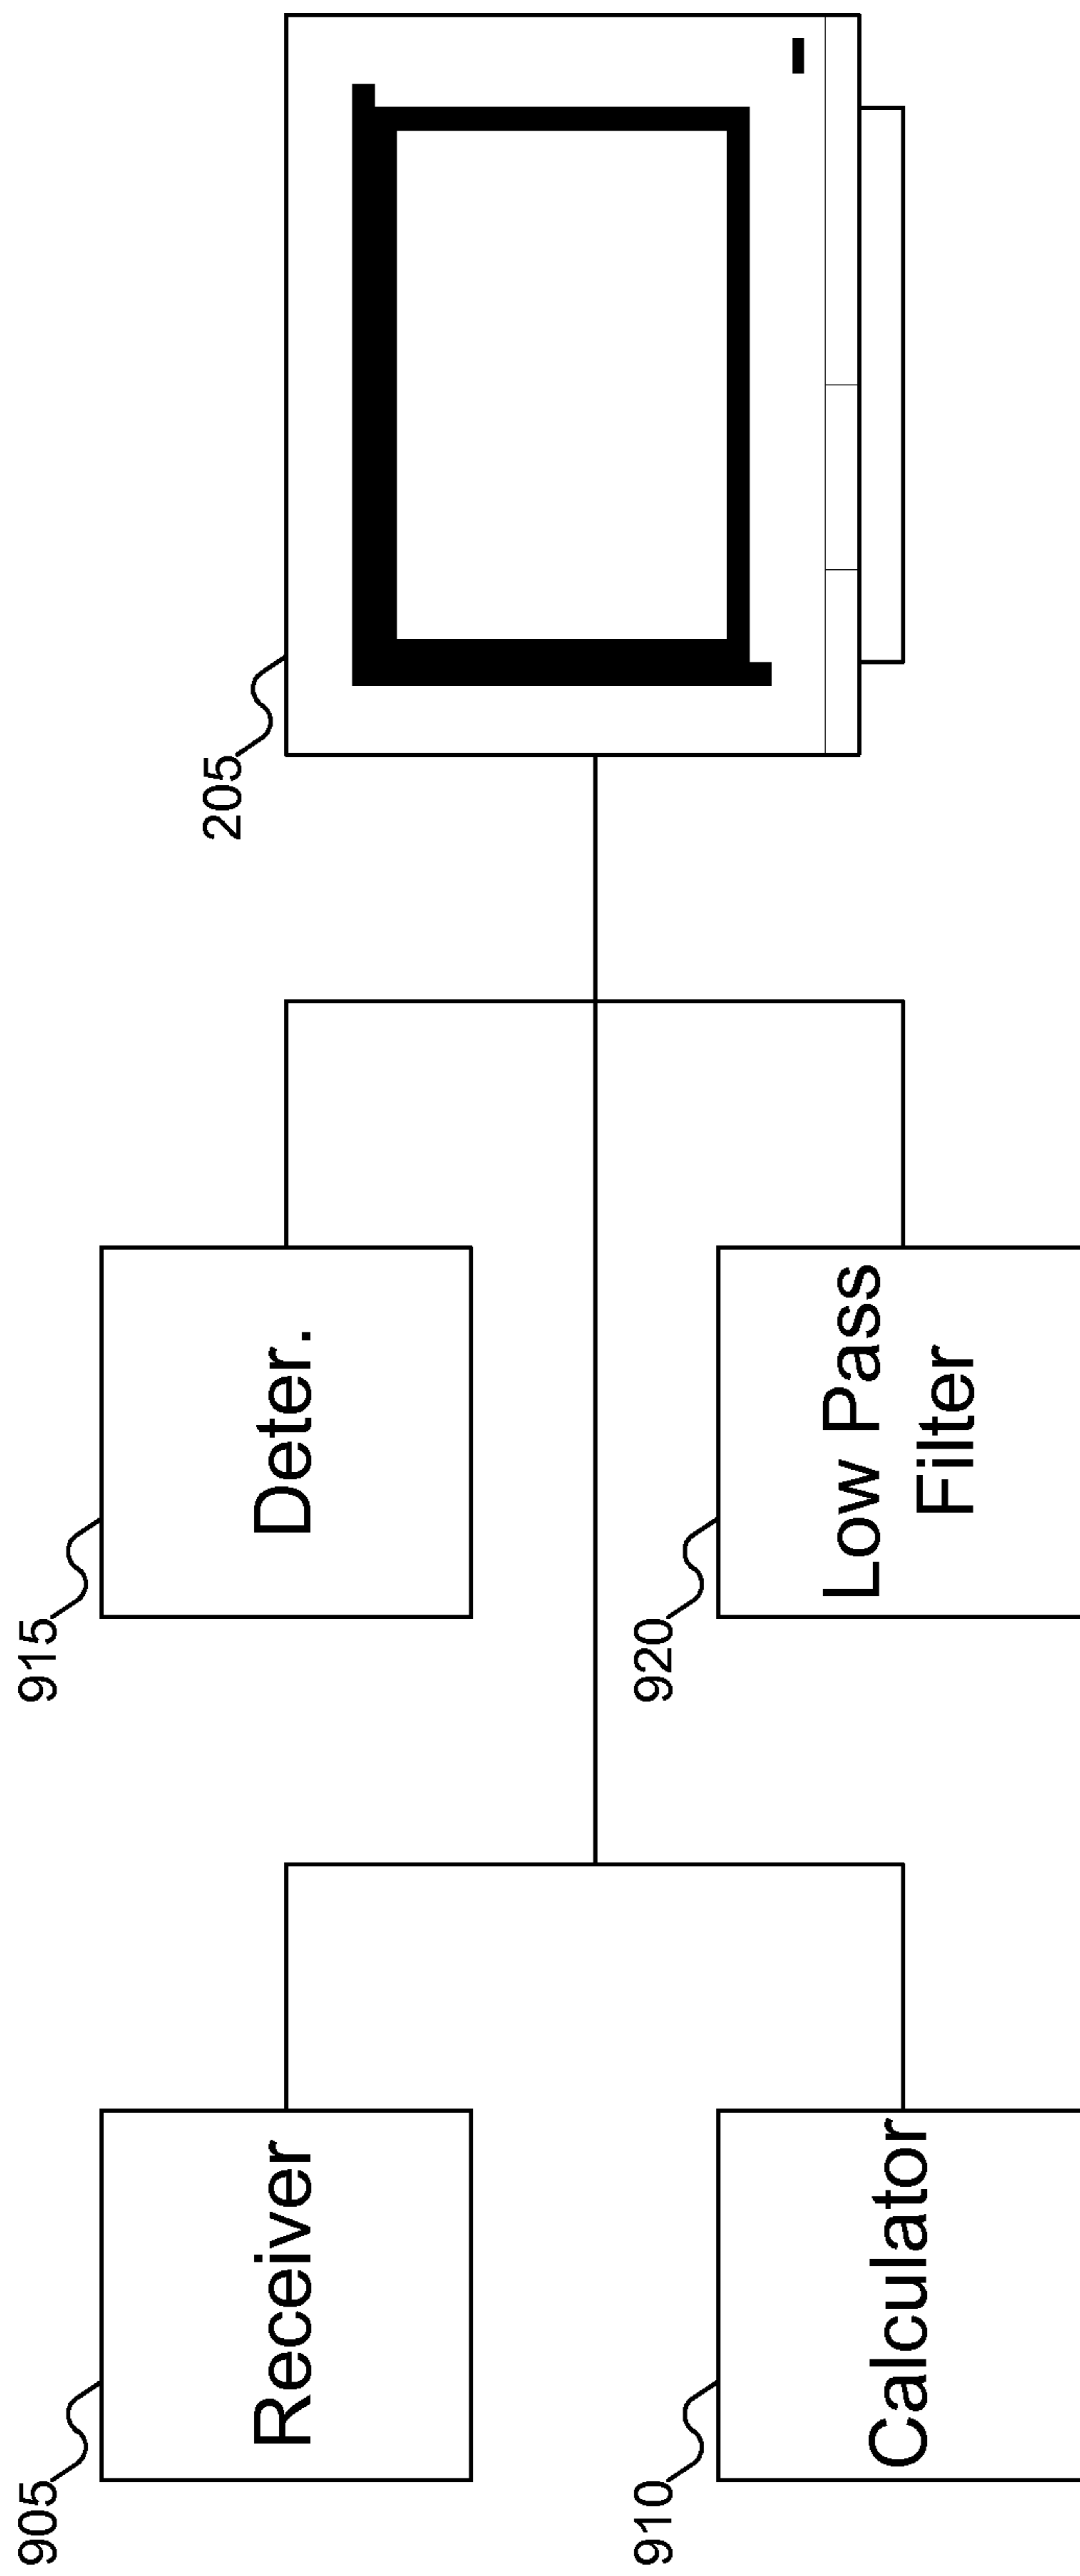 905
Receiver
915
Deter.
205
910
Calculator
920
Low Pass
Filter